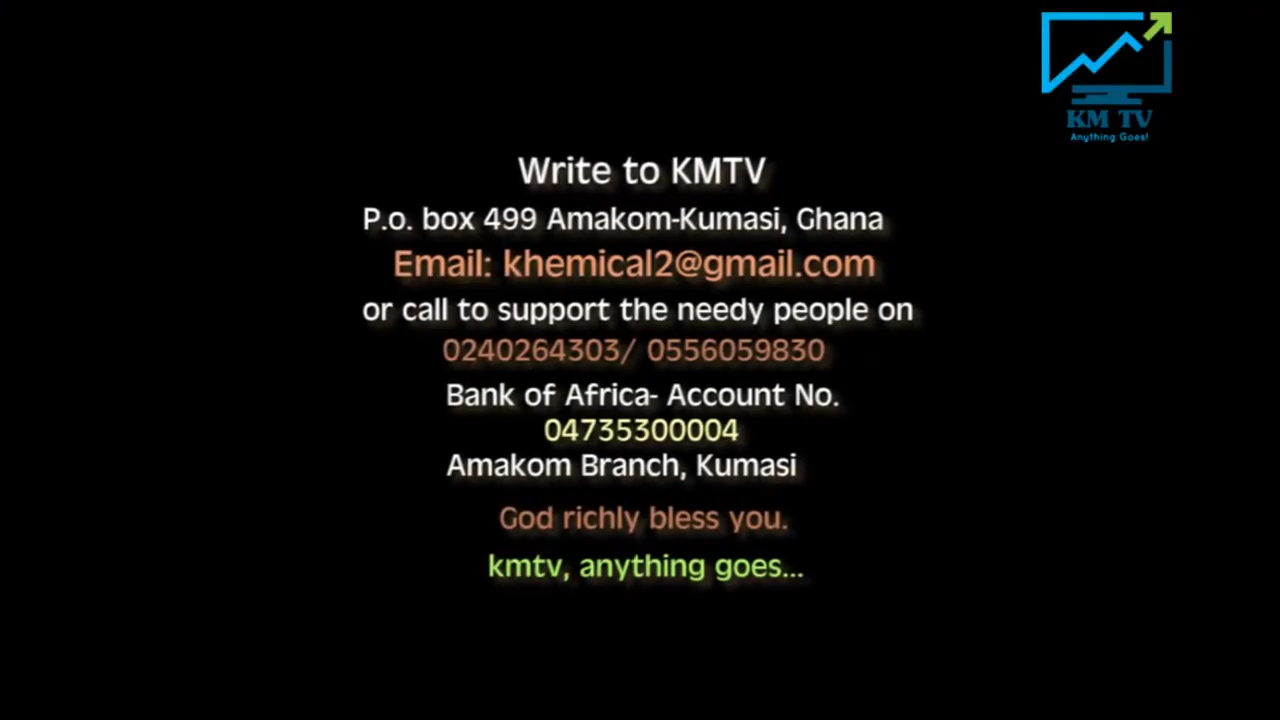 KM TV
Anything Goes!
Write to KMTV
P.o. box 499 Amakom-Kumasi, Ghana
Email: khemical2@gmail.com
or call to support the needy people on
0240264303/ 0556059830
Bank of Africa- Account No.
04735300004
Amakom Branch, Kumasi
God richly bless you.
kmtv, anything goes...